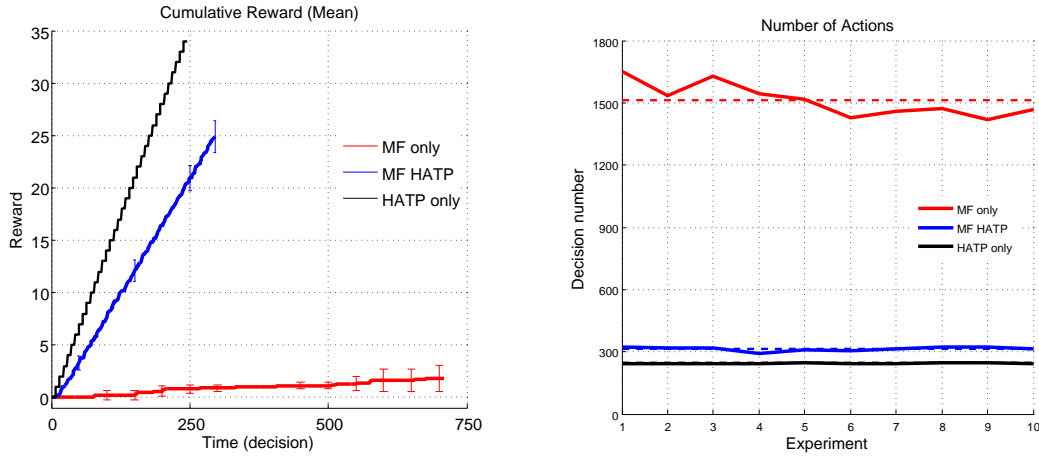 Cumulative Reward (Mean)
35
30
25
20
15
10
5
0
0
250
500
750
Reward
Time (decision)
MF only
MF HATP
HATP only
Number of Actions
1800
1500
1200
900
600
300
0
1
2
3
4
5
6
7
8
9
10
Decision number
Experiment
MF only
MF HATP
HATP only